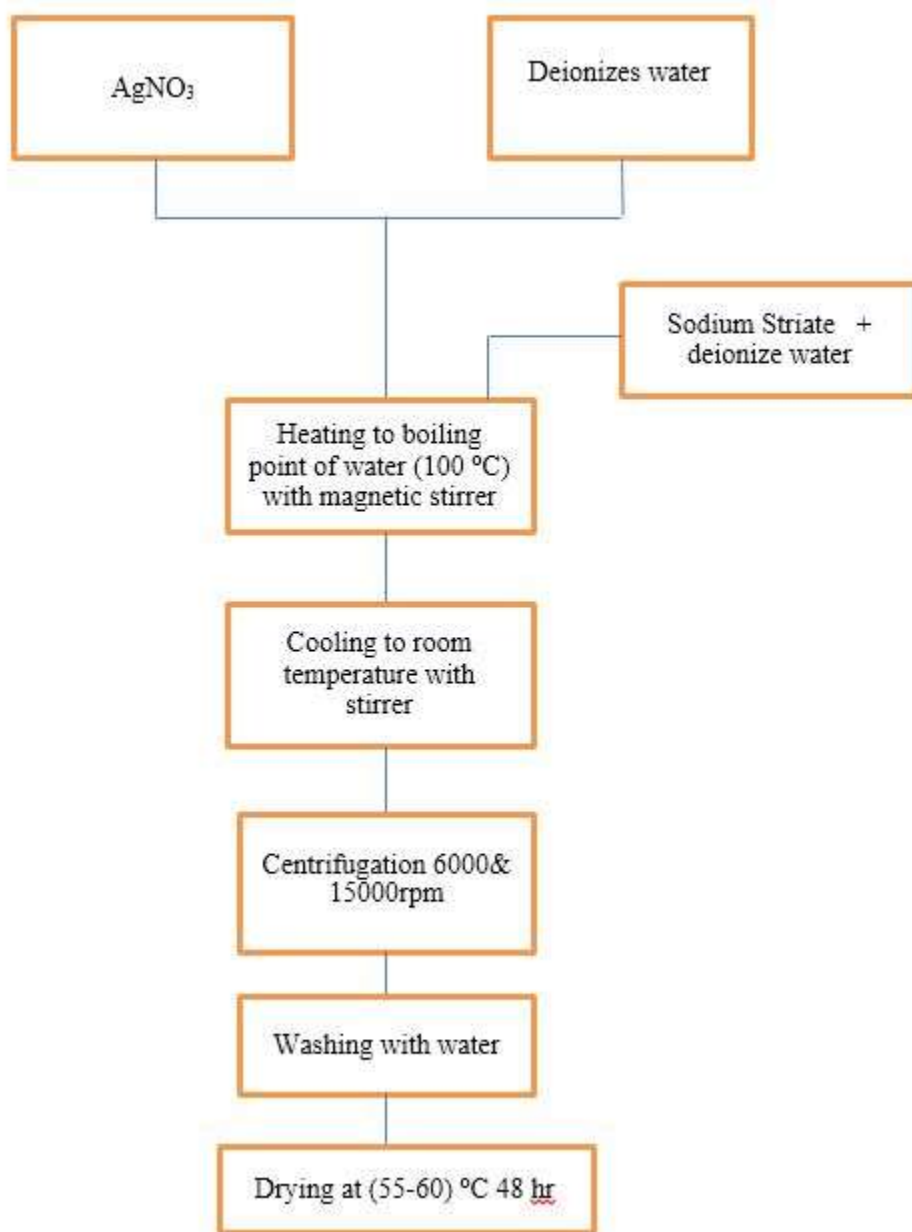 AgNO₃
Deionizes water
Sodium Striate +
deionize water
Heating to boiling
point of water (100 ºC)
with magnetic stirrer
Cooling to room
temperature with
stirrer
Centrifugation 6000&
15000rpm
Washing with water
Drying at (55-60) ºC 48 hr